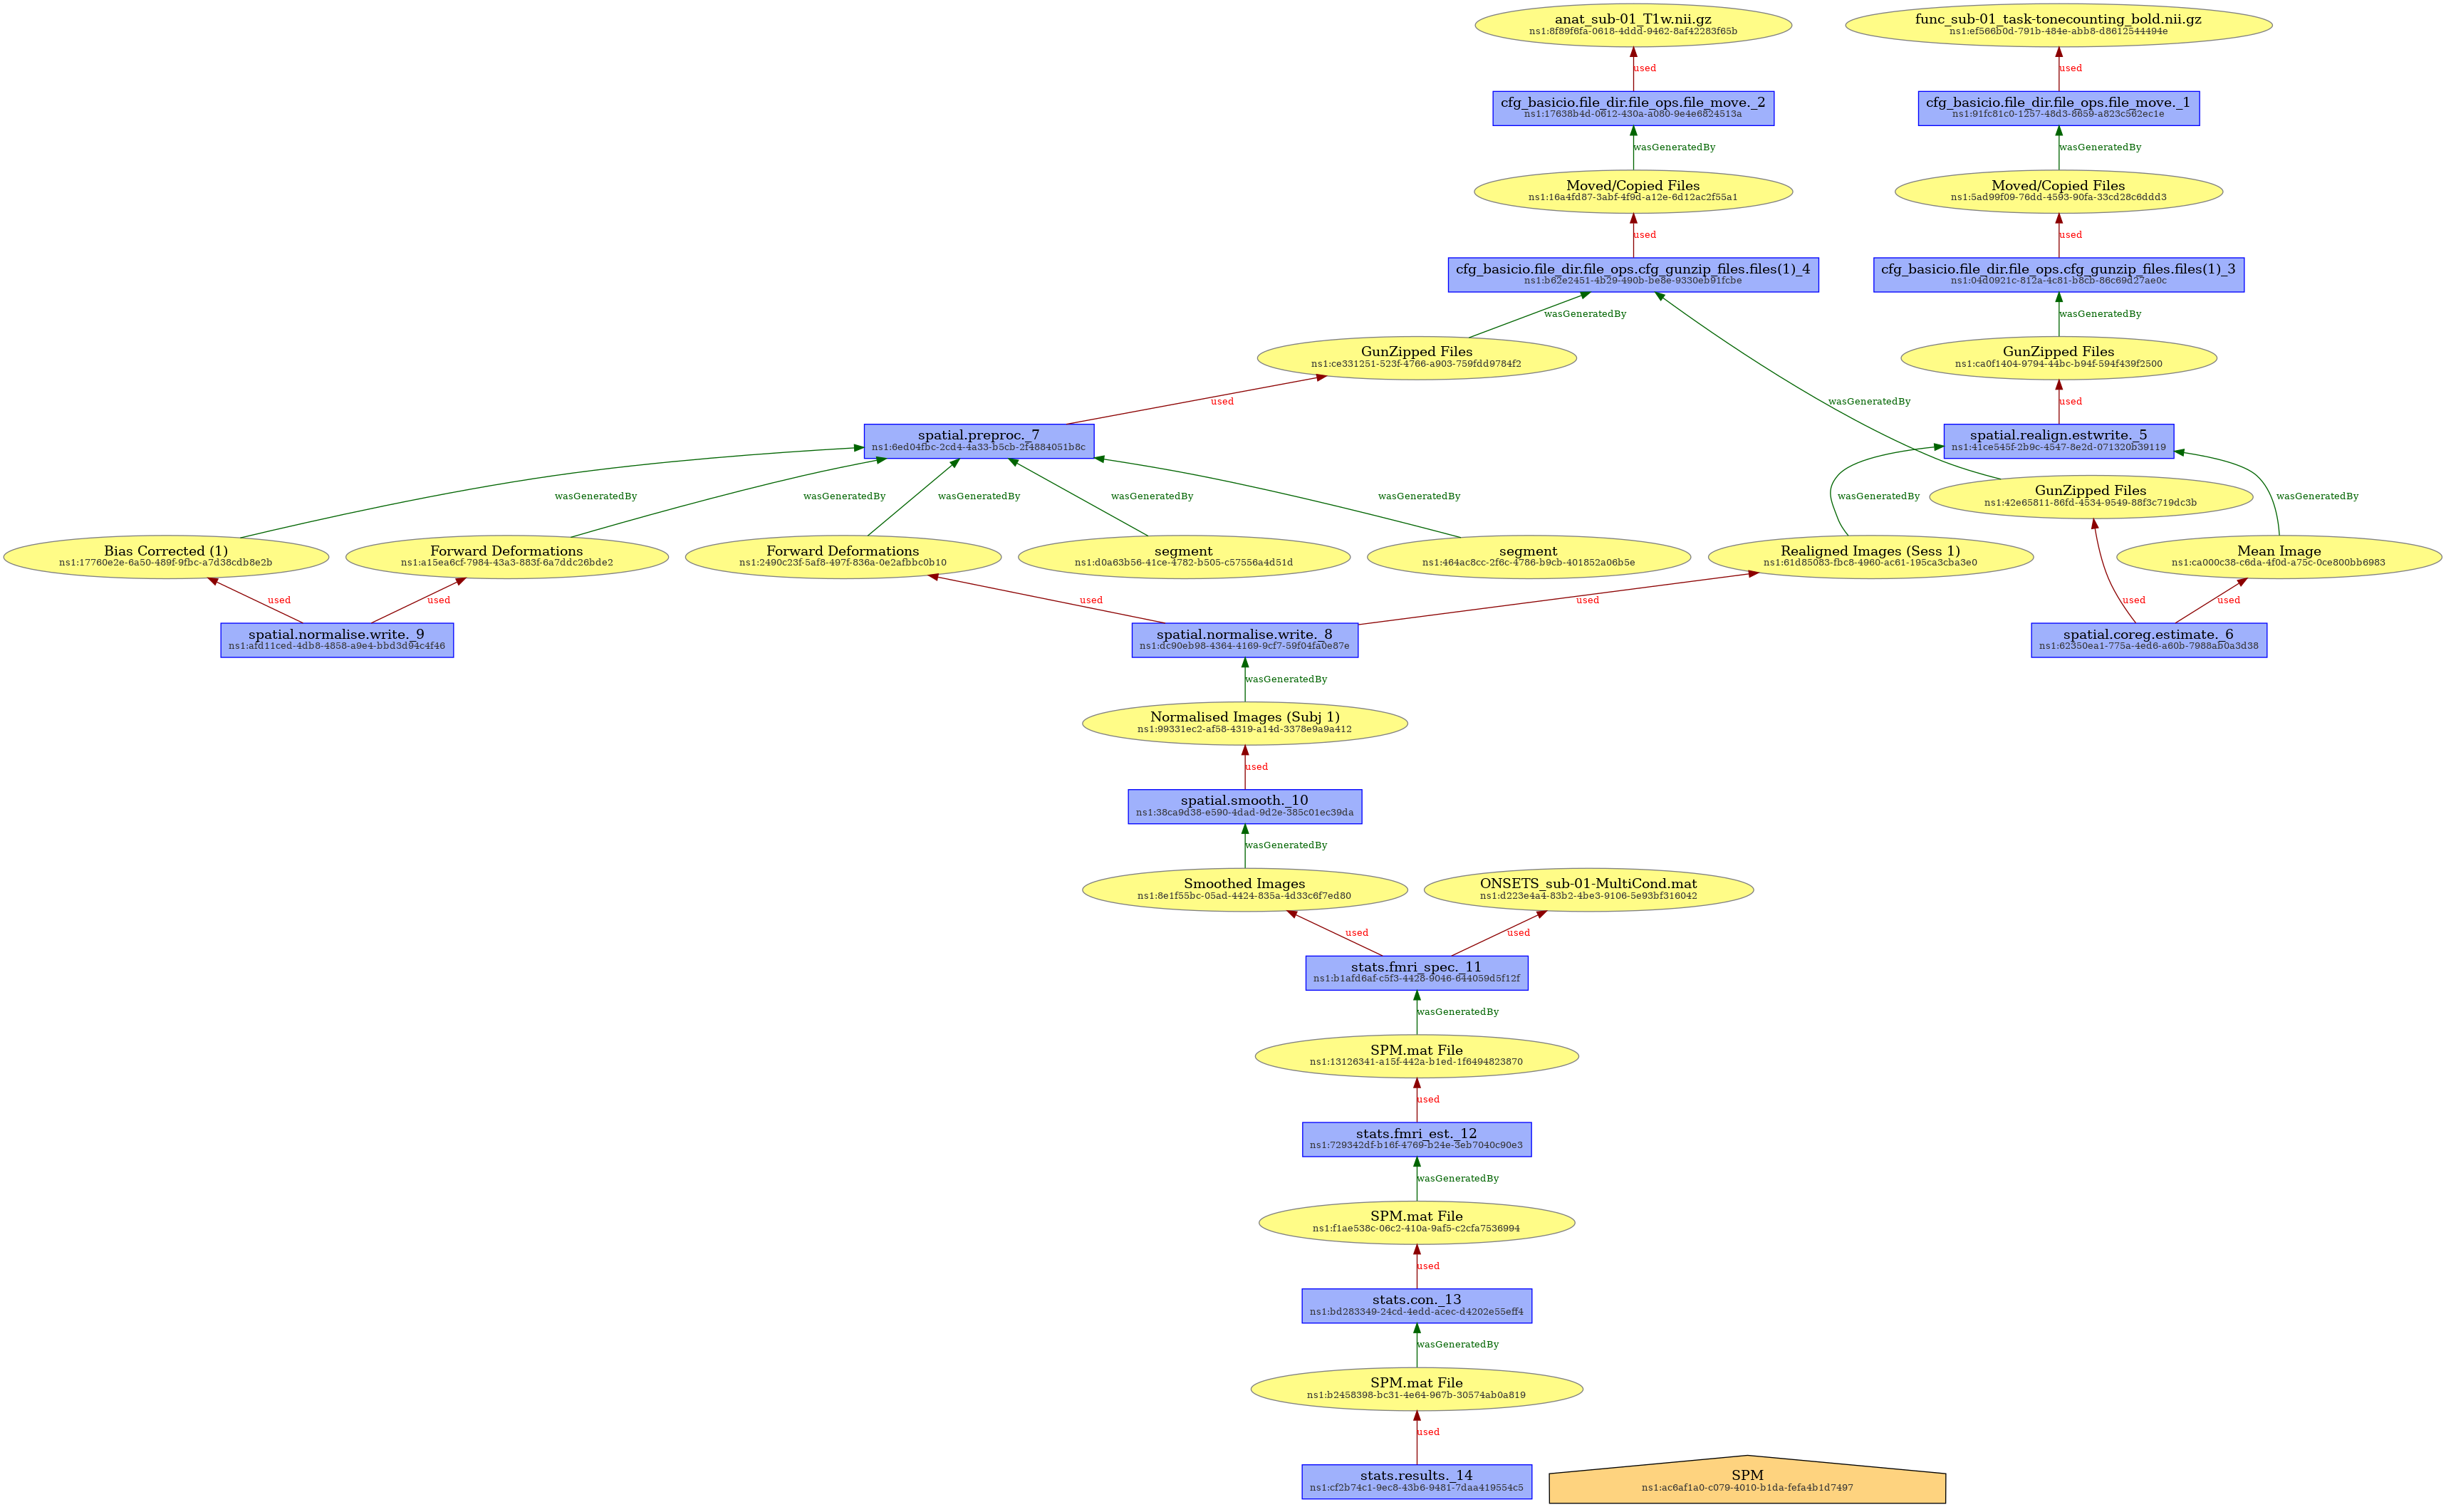 anat_sub-01_T1w.nii.gz
ns1:8f89f6fa-0618-4ddd-9462-8af42283f65b
func_sub-01_task-tonecounting_bold.nii.gz
ns1:ef566b0d-791b-484e-abb8-d8612544494e
used
used
cfg_basicio.file_dir.file_ops.file_move._2
ns1:17638b4d-0612-430a-a080-9e4e6824513a
cfg_basicio.file_dir.file_ops.file_move._1
ns1:91fc81c0-1257-48d3-8659-a823c562ec1e
wasGeneratedBy
wasGeneratedBy
Moved/Copied Files
ns1:16a4fd87-3abf-4f9d-a12e-6d12ac2f55a1
Moved/Copied Files
ns1:5ad99f09-76dd-4593-90fa-33cd28c6ddd3
used
used
cfg_basicio.file_dir.file_ops.cfg_gunzip_files.files(1)_4
ns1:b62e2451-4b29-490b-be8e-9330eb91fcbe
cfg_basicio.file_dir.file_ops.cfg_gunzip_files.files(1)_3
ns1:04d0921c-812a-4c81-b8cb-86c69d27ae0c
wasGeneratedBy
wasGeneratedBy
GunZipped Files
ns1:ce331251-523f-4766-a903-759fdd9784f2
GunZipped Files
ns1:ca0f1404-9794-44bc-b94f-594f439f2500
used
wasGeneratedBy
used
spatial.preproc._7
ns1:6ed04fbc-2cd4-4a33-b5cb-2f4884051b8c
spatial.realign.estwrite._5
ns1:41ce545f-2b9c-4547-8e2d-071320b39119
wasGeneratedBy
wasGeneratedBy
wasGeneratedBy
wasGeneratedBy
wasGeneratedBy
wasGeneratedBy
GunZipped Files
ns1:42e65811-86fd-4534-9549-88f3c719dc3b
wasGeneratedBy
Bias Corrected (1)
ns1:17760e2e-6a50-489f-9fbc-a7d38cdb8e2b
Forward Deformations
ns1:a15ea6cf-7984-43a3-883f-6a7ddc26bde2
Forward Deformations
ns1:2490c23f-5af8-497f-836a-0e2afbbc0b10
segment
ns1:d0a63b56-41ce-4782-b505-c57556a4d51d
segment
ns1:464ac8cc-2f6c-4786-b9cb-401852a06b5e
Realigned Images (Sess 1)
ns1:61d85083-fbc8-4960-ac61-195ca3cba3e0
Mean Image
ns1:ca000c38-c6da-4f0d-a75c-0ce800bb6983
used
used
used
used
used
used
spatial.normalise.write._9
ns1:afd11ced-4db8-4858-a9e4-bbd3d94c4f46
spatial.normalise.write._8
ns1:dc90eb98-4364-4169-9cf7-59f04fa0e87e
spatial.coreg.estimate._6
ns1:62350ea1-775a-4ed6-a60b-7988ab0a3d38
wasGeneratedBy
Normalised Images (Subj 1)
ns1:99331ec2-af58-4319-a14d-3378e9a9a412
used
spatial.smooth._10
ns1:38ca9d38-e590-4dad-9d2e-385c01ec39da
wasGeneratedBy
Smoothed Images
ns1:8e1f55bc-05ad-4424-835a-4d33c6f7ed80
ONSETS_sub-01-MultiCond.mat
ns1:d223e4a4-83b2-4be3-9106-5e93bf316042
used
used
stats.fmri_spec._11
ns1:b1afd6af-c5f3-4428-9046-644059d5f12f
wasGeneratedBy
SPM.mat File
ns1:13126341-a15f-442a-b1ed-1f6494823870
used
stats.fmri_est._12
ns1:729342df-b16f-4769-b24e-3eb7040c90e3
wasGeneratedBy
SPM.mat File
ns1:f1ae538c-06c2-410a-9af5-c2cfa7536994
used
stats.con._13
ns1:bd283349-24cd-4edd-acec-d4202e55eff4
wasGeneratedBy
SPM.mat File
ns1:b2458398-bc31-4e64-967b-30574ab0a819
used
stats.results._14
ns1:cf2b74c1-9ec8-43b6-9481-7daa419554c5
SPM
ns1:ac6af1a0-c079-4010-b1da-fefa4b1d7497